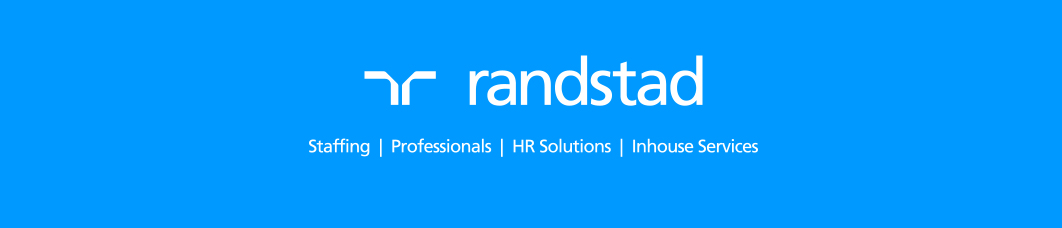 randstad
Staffing | Professionals | HR Solutions | Inhouse Services